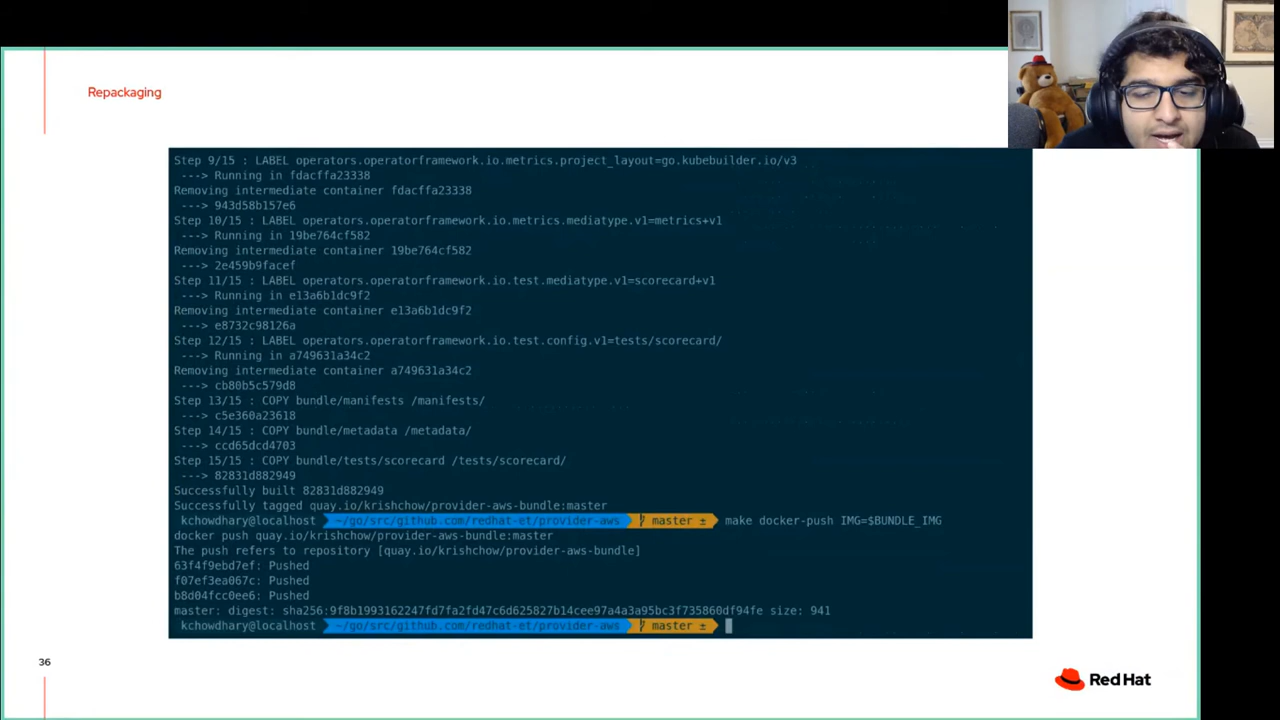 Repackaging
Step 9/15 : LABEL operators.operatorframework.io.metrics.project_layout=go.kubebuilder.io/v3
---> Running in fdacffa23338
Removing intermediate container fdacffa23338
---> 943d58b157e6
Step 10/15 : LABEL operators.operatorframework.io.metrics.mediatype.v1=metrics+v1
---> Running in 19be764cf582
Removing intermediate container 19be764cf582
---> 2e459b9facef
Step 11/15 : LABEL operators.operatorframework.io.test.mediatype.v1=scorecard+v1
---> Running in e13a6b1dc9f2
Removing intermediate container e13a6b1dc9f2
---> e8732c98126a
Step 12/15 : LABEL operators.operatorframework.io.test.config.v1=tests/scorecard/
---> Running in a749631a34c2
Removing intermediate container a749631a34c2
---> cb80b5c579d8
Step 13/15 : COPY bundle/manifests /manifests/
---> c5e360a23618
Step 14/15 : COPY bundle/metadata /metadata/
---> ccd65dcd4703
Step 15/15 : COPY bundle/tests/scorecard /tests/scorecard/
---> 82831d882949
Successfully built 82831d882949
Successfully tagged quay.io/krishchow/provider-aws-bundle:master
kchowdhary@localhost ~/go/src/github.com/redhat-et/provider-aws master ± make docker-push IMG=$BUNDLE_IMG
docker push quay.io/krishchow/provider-aws-bundle:master
The push refers to repository [quay.io/krishchow/provider-aws-bundle]
63f4f9ebd7ef: Pushed
f07ef3ea067c: Pushed
b8d04fcc0ee6: Pushed
master: digest: sha256:9f8b1993162247fd7fa2fd47c6d625827b14cee97a4a3a95bc3f735860df94fe size: 941
kchowdhary@localhost ~/go/src/github.com/redhat-et/provider-aws master ±
36
Red Hat